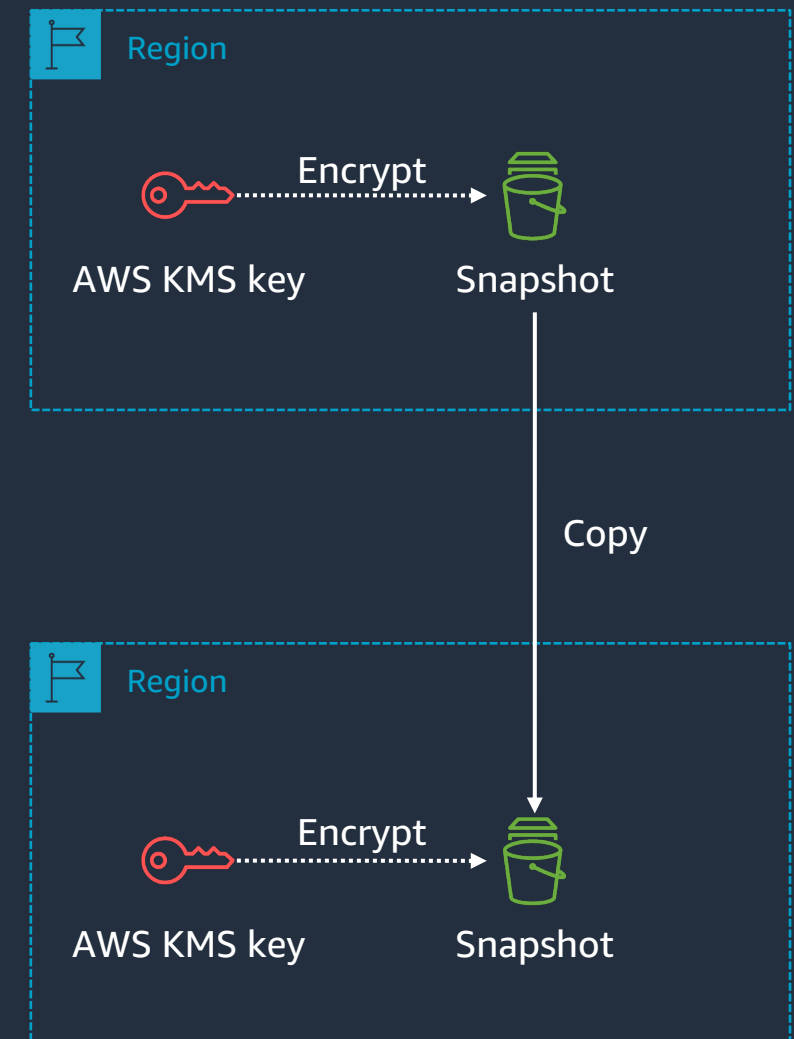 Region
Encrypt
AWS KMS key
Snapshot
Copy
Region
Encrypt
AWS KMS key
Snapshot